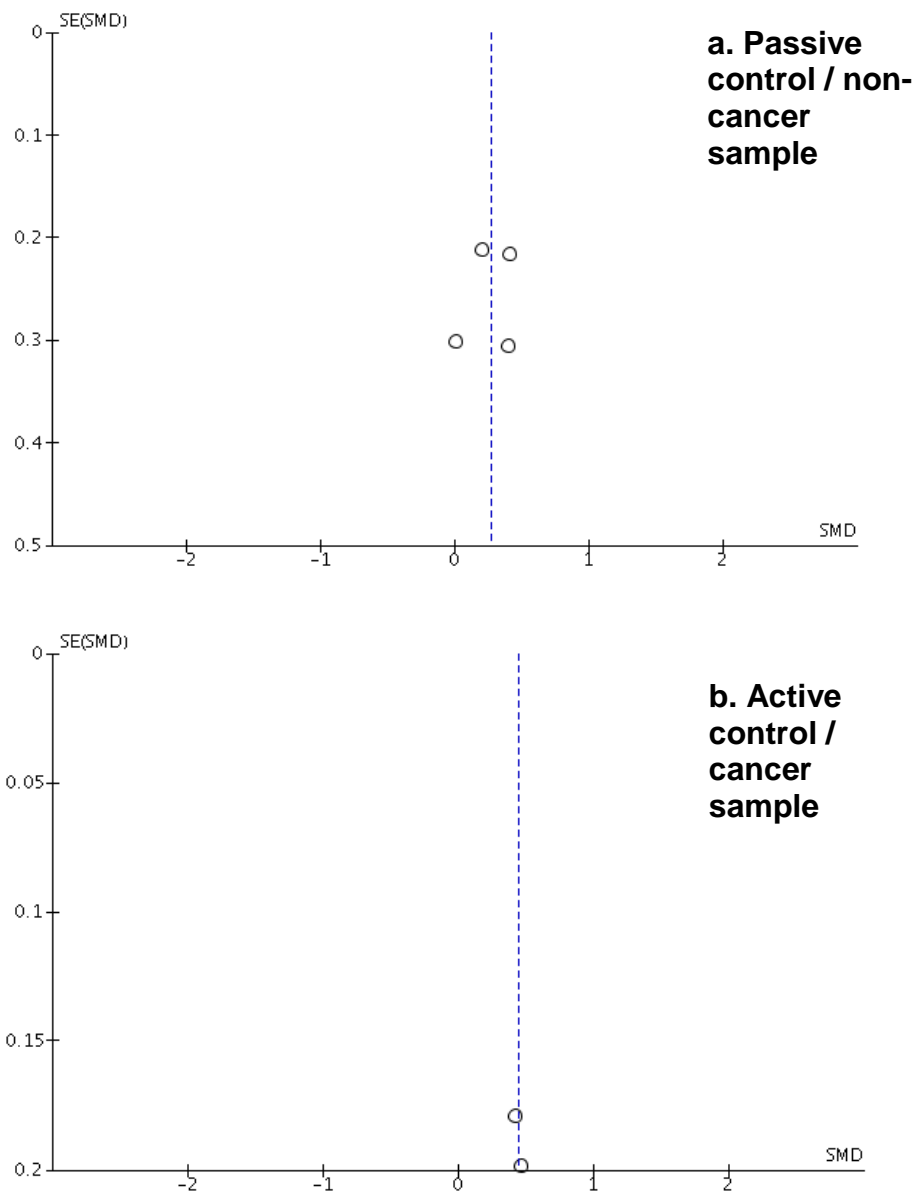 SE(SMD)
0
a. Passive
control / non-
cancer
sample
0.1
0.2
0.3
0.4
SMD
0.5
-2
-1
0
1
2
SE(SMD)
0
b. Active
control /
cancer
sample
0.05
0.1
0.15
SMD
0.2
-2
-1
0
1
2